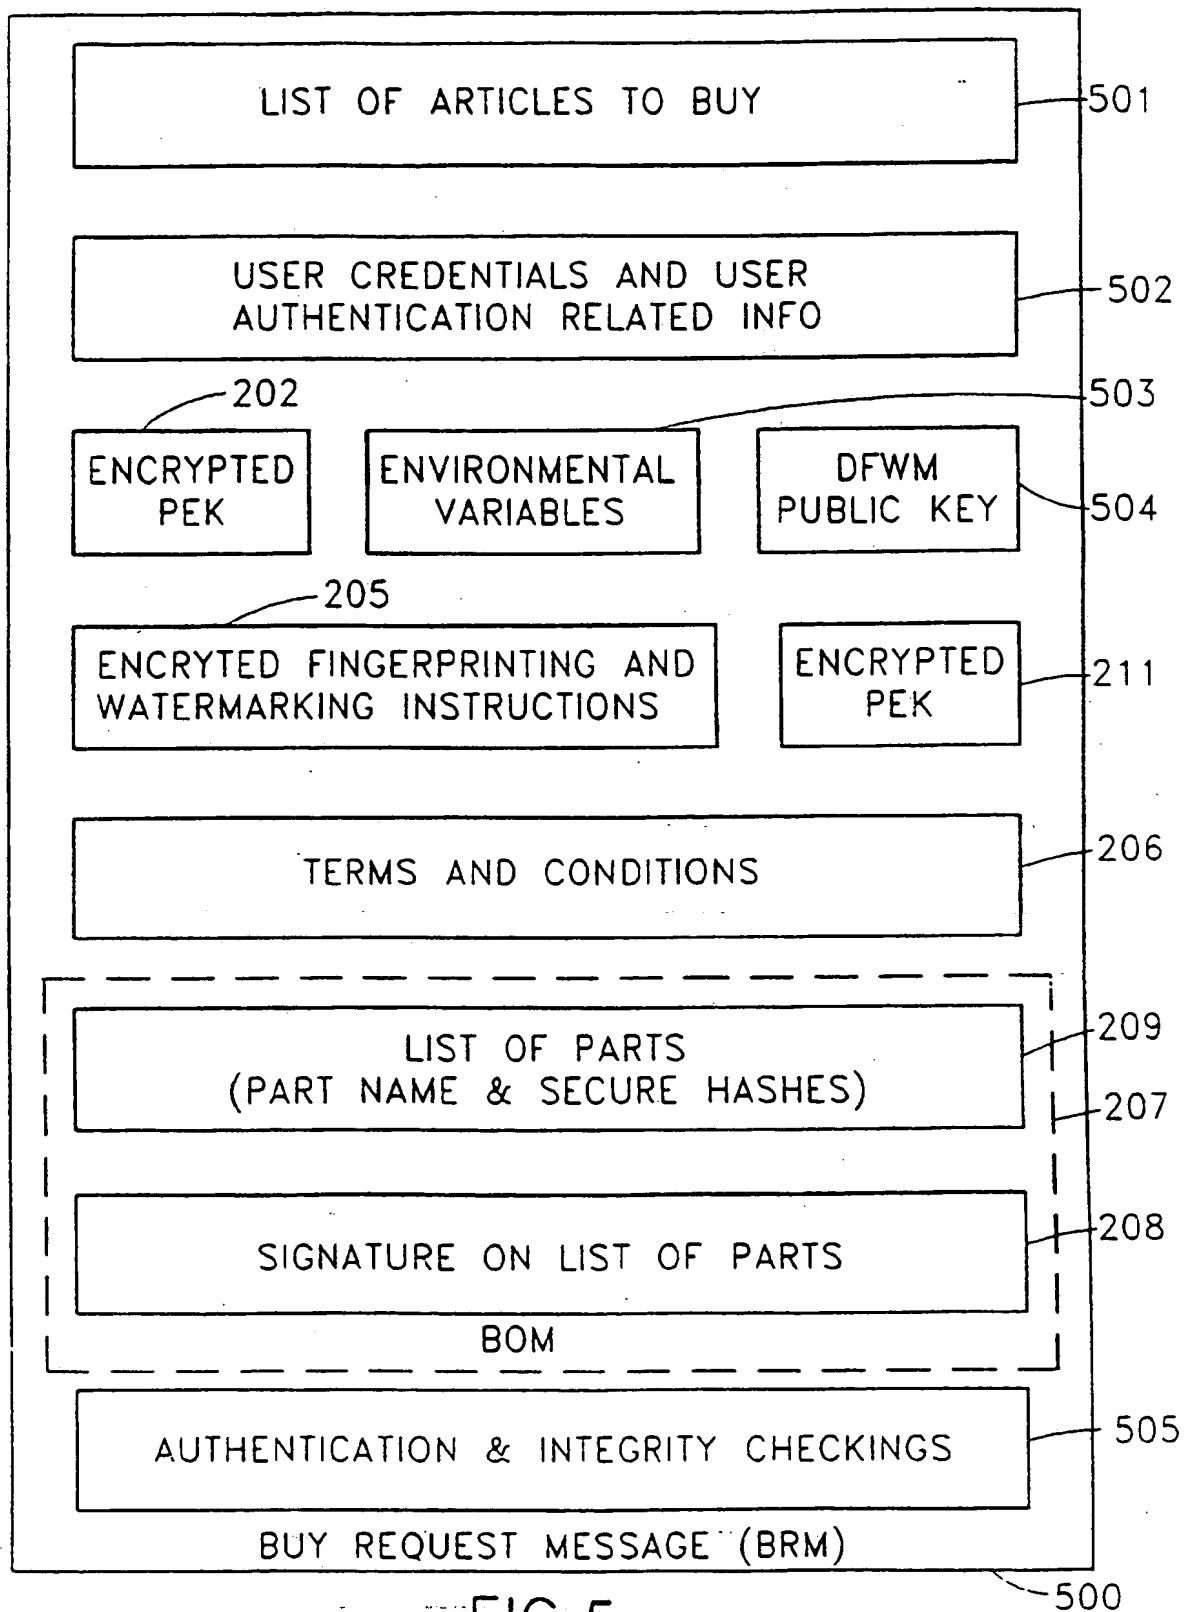 LIST OF ARTICLES TO BUY
501
USER CREDENTIALS AND USER
AUTHENTICATION RELATED INFO
502
202
503
ENCRYPTED
PEK
ENVIRONMENTAL
VARIABLES
DFWM
PUBLIC KEY
504
205
ENCRYTED FINGERPRINTING AND
WATERMARKING INSTRUCTIONS
ENCRYPTED
PEK
211
TERMS AND CONDITIONS
206
LIST OF PARTS
(PART NAME & SECURE HASHES)
209
207
SIGNATURE ON LIST OF PARTS
208
BOM
AUTHENTICATION & INTEGRITY CHECKINGS
505
BUY REQUEST MESSAGE (BRM)
500
FIG. 5